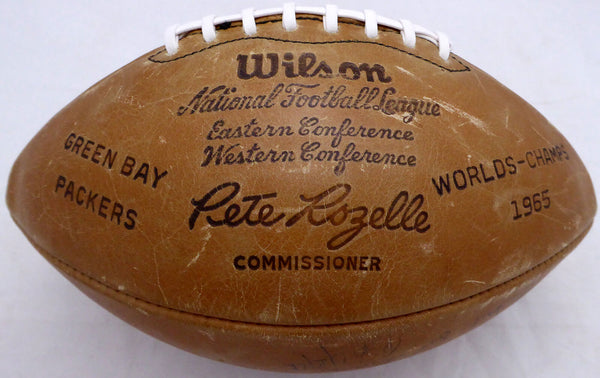 Wilson
National Football League
Eastern Conference
Western Conference
GREEN BAY
PACKERS
Pete Rozelle
COMMISSIONER
WORLDS-CHAMPS
1965